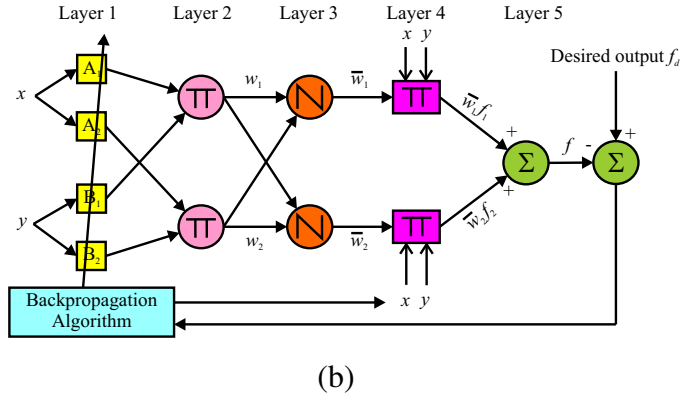 Layer 1 Layer 2 Layer 3 Layer 4 Layer 5
x y
Desired output f_d
A₁
x
A₂
B₁
y
B₂
∏ w₁ N w̅₁ ∏ w̅₁f₁
+ Σ f - Σ +
+
∏ w₂ N w̅₂ ∏ w̅₂f₂
x y
Backpropagation
Algorithm
(b)